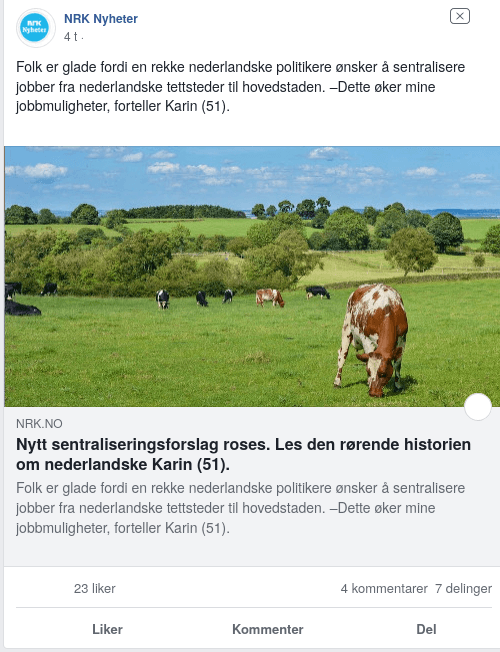 NRK
Nyheter
NRK Nyheter
4 t ·
Folk er glade fordi en rekke nederlandske politikere ønsker å sentralisere
jobber fra nederlandske tettsteder til hovedstaden. –Dette øker mine
jobbmuligheter, forteller Karin (51).
NRK.NO
Nytt sentraliseringsforslag roses. Les den rørende historien
om nederlandske Karin (51).
Folk er glade fordi en rekke nederlandske politikere ønsker å sentralisere
jobber fra nederlandske tettsteder til hovedstaden. –Dette øker mine
jobbmuligheter, forteller Karin (51).
23 liker 4 kommentarer 7 delinger
Liker Kommenter Del